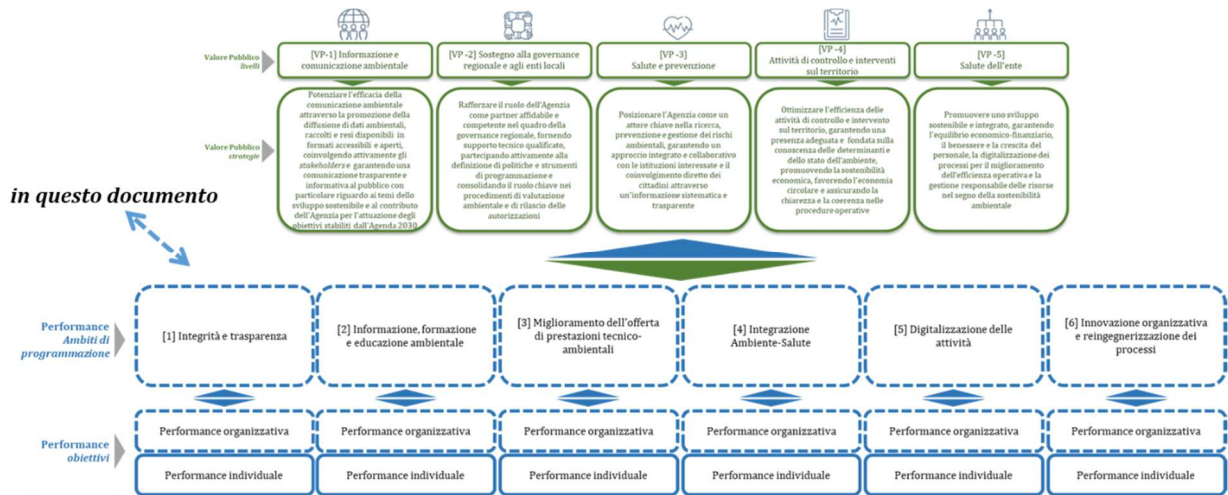 Valore Pubblico
livelli
[VP-1] Informazione e
comunicazione ambientale
[VP -2] Sostegno alla governance
regionale e agli enti locali
[VP -3]
Salute e prevenzione
[VP -4]
Attività di controllo e interventi
sul territorio
[VP -5]
Salute dell'ente
Valore Pubblico
strategie
Potenziare l'efficacia della
comunicazione ambientale
attraverso la promozione della
diffusione di dati ambientali,
raccolti e resi disponibili in
formati accessibili e aperti,
coinvolgendo attivamente gli
stakeholders e garantendo una
comunicazione trasparente e
informativa al pubblico con
particolare riguardo ai temi dello
sviluppo sostenibile e al contributo
dell'Agenzia per l'attuazione degli
obiettivi stabiliti dall'Agenda 2030
Rafforzare il ruolo dell'Agenzia
come partner affidabile e
competente nel quadro della
governance regionale, fornendo
supporto tecnico qualificato,
partecipando attivamente alla
definizione di politiche e strumenti
di programmazione e
consolidando il ruolo chiave nei
procedimenti di valutazione
ambientale e di rilascio delle
autorizzazioni
Posizionare l'Agenzia come un
attore chiave nella ricerca,
prevenzione e gestione dei rischi
ambientali, garantendo un
approccio integrato e collaborativo
con le istituzioni interessate e il
coinvolgimento diretto dei
cittadini attraverso
un'informazione sistematica e
trasparente
Ottimizzare l'efficienza delle
attività di controllo e intervento
sul territorio, garantendo una
presenza adeguata e fondata sulla
conoscenza delle determinanti e
dello stato dell'ambiente,
promuovendo la sostenibilità
economica, favorendo l'economia
circolare e assicurando la
chiarezza e la coerenza nelle
procedure operative
Promuovere uno sviluppo
sostenibile e integrato, garantendo
l'equilibrio economico-finanziario,
il benessere e la crescita del
personale, la digitalizzazione dei
processi per il miglioramento
dell'efficienza operativa e la
gestione responsabile delle risorse
nel segno della sostenibilità
ambientale
in questo documento
Performance
Ambiti di
programmazione
[1] Integrità e trasparenza
[2] Informazione, formazione
e educazione ambientale
[3] Miglioramento dell'offerta
di prestazioni tecnico-
ambientali
[4] Integrazione
Ambiente-Salute
[5] Digitalizzazione delle
attività
[6] Innovazione organizzativa
e reingegnerizzazione dei
processi
Performance
obiettivi
Performance organizzativa
Performance organizzativa
Performance organizzativa
Performance organizzativa
Performance organizzativa
Performance organizzativa
Performance individuale
Performance individuale
Performance individuale
Performance individuale
Performance individuale
Performance individuale